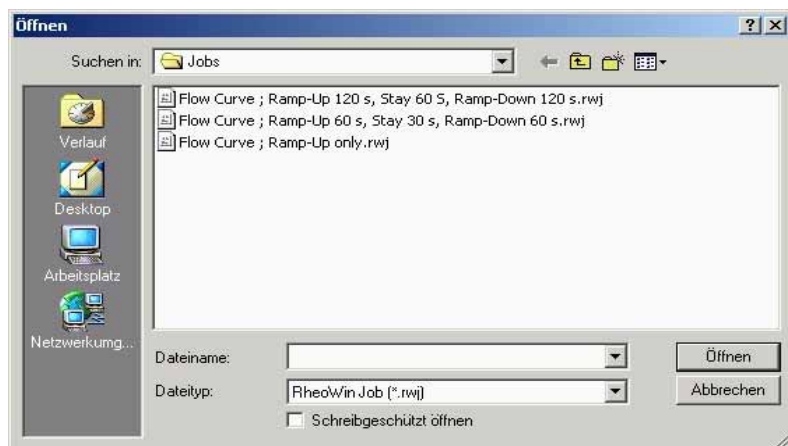 Öffnen
Suchen in: Jobs
Verlauf
Desktop
Arbeitsplatz
Netzwerkumg...
Flow Curve ; Ramp-Up 120 s, Stay 60 S, Ramp-Down 120 s.rwj
Flow Curve ; Ramp-Up 60 s, Stay 30 s, Ramp-Down 60 s.rwj
Flow Curve ; Ramp-Up only.rwj
Dateiname: Öffnen
Dateityp: RheoWin Job (*.rwj) Abbrechen
Schreibgeschützt öffnen